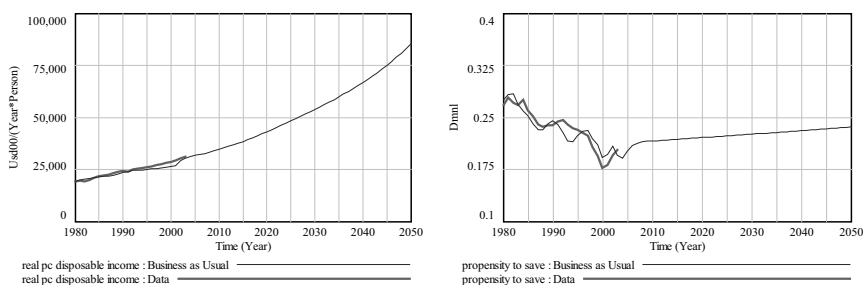 100,000
75,000
50,000
25,000
0
Usd00/(Year*Person)
1980 1990 2000 2010 2020 2030 2040 2050
Time (Year)
real pc disposable income : Business as Usual
real pc disposable income : Data
0.4
0.325
0.25
0.175
0.1
Dmnl
1980 1990 2000 2010 2020 2030 2040 2050
Time (Year)
propensity to save : Business as Usual
propensity to save : Data